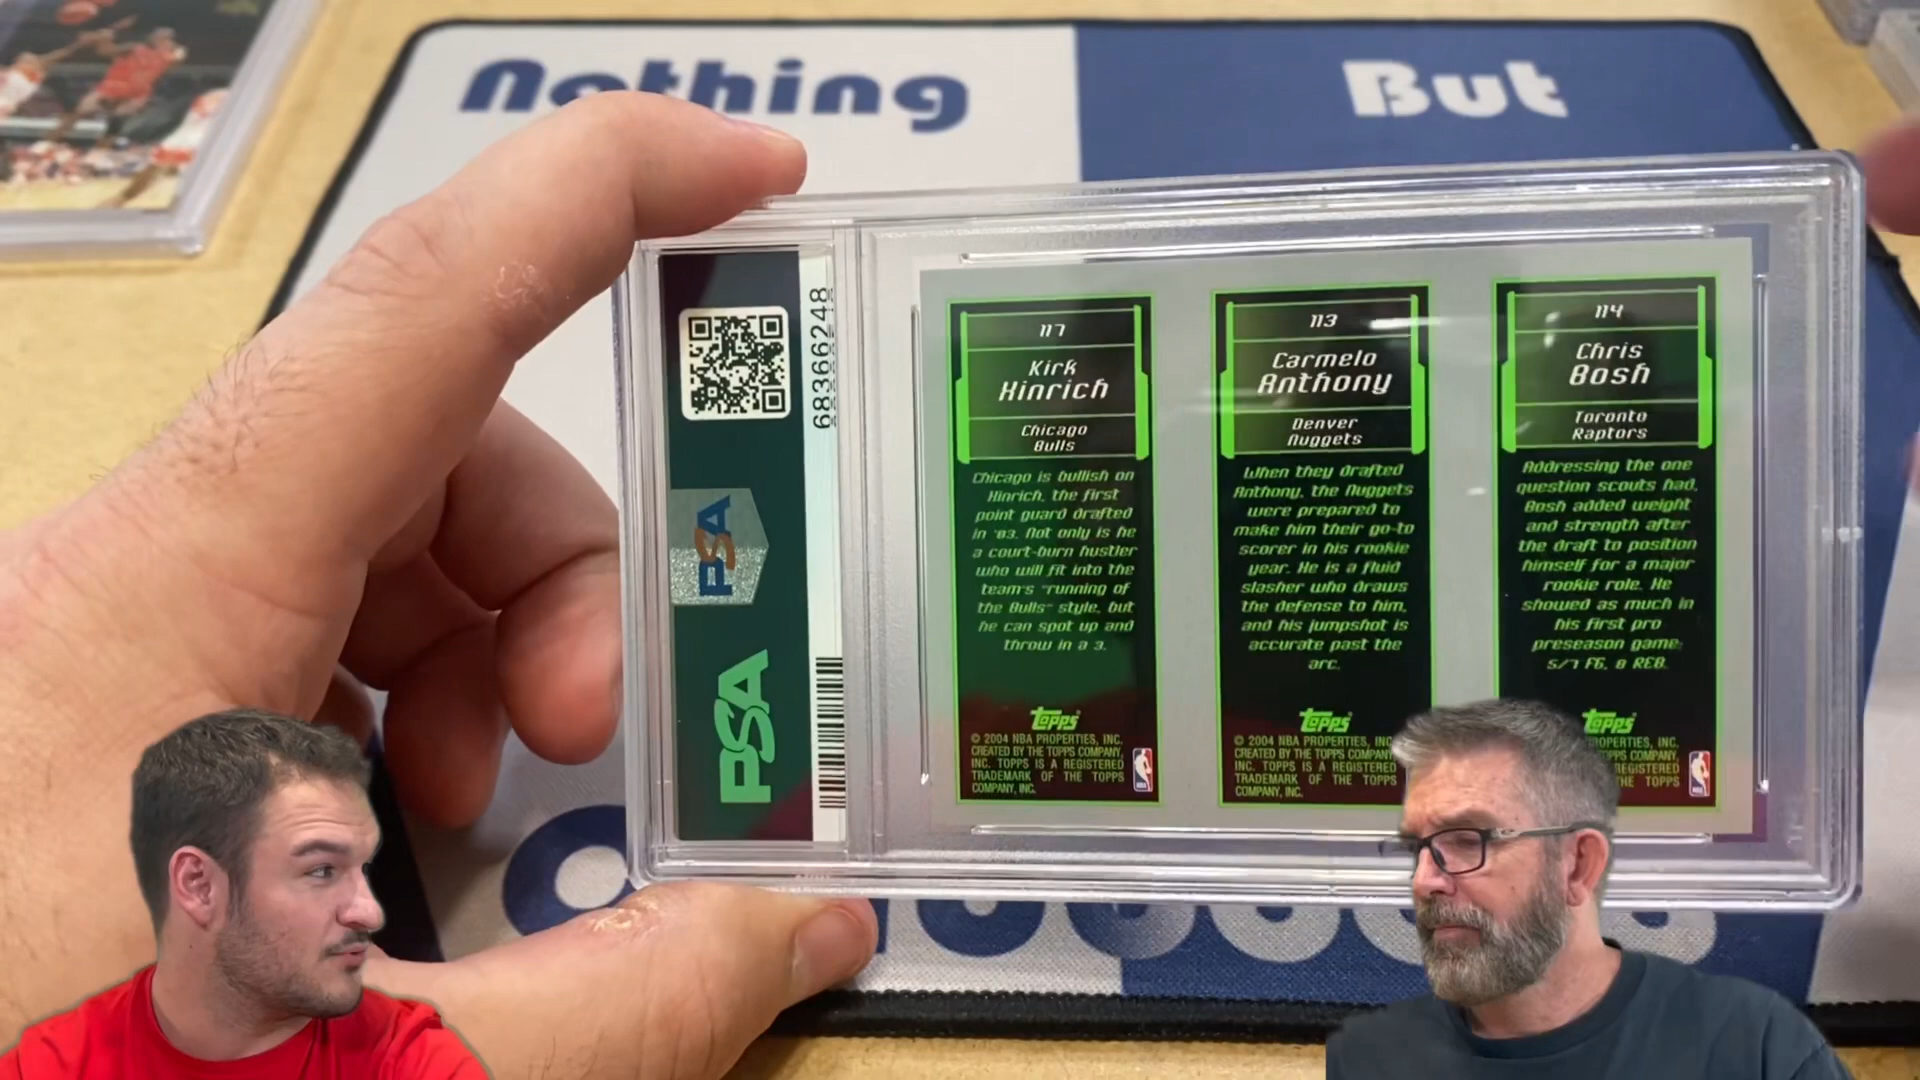 Nothing But
68366248
PSA
PSA
117
Kirk
Hinrich
Chicago
Bulls
Chicago is bullish on
Hinrich, the first
point guard drafted
in '03. Not only is he
a court-burn hustler
who will fit into the
team's "running of
the Bulls" style, but
he can spot up and
throw in a 3.
Topps
© 2004 NBA PROPERTIES, INC.
CREATED BY THE TOPPS COMPANY,
INC. TOPPS IS A REGISTERED
TRADEMARK OF THE TOPPS
COMPANY, INC.
113
Carmelo
Anthony
Denver
Nuggets
When they drafted
Anthony, the Nuggets
were prepared to
make him their go-to
scorer in his rookie
year. He is a fluid
slasher who draws
the defense to him,
and his jumpshot is
accurate past the
arc.
Topps
© 2004 NBA PROPERTIES, INC
CREATED BY THE TOPPS COMPANY,
INC. TOPPS IS A REGISTERED
TRADEMARK OF THE TOPPS
COMPANY, INC.
114
Chris
Bosh
Toronto
Raptors
Addressing the one
question scouts had,
Bosh added weight
and strength after
the draft to position
himself for a major
rookie role. He
showed as much in
his first pro
preseason game:
5/7 FG, 8 REB.
Topps
PROPERTIES, INC.
TOPPS COMPANY,
REGISTERED
THE TOPPS